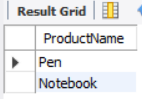 Result Grid
ProductName
Pen
Notebook